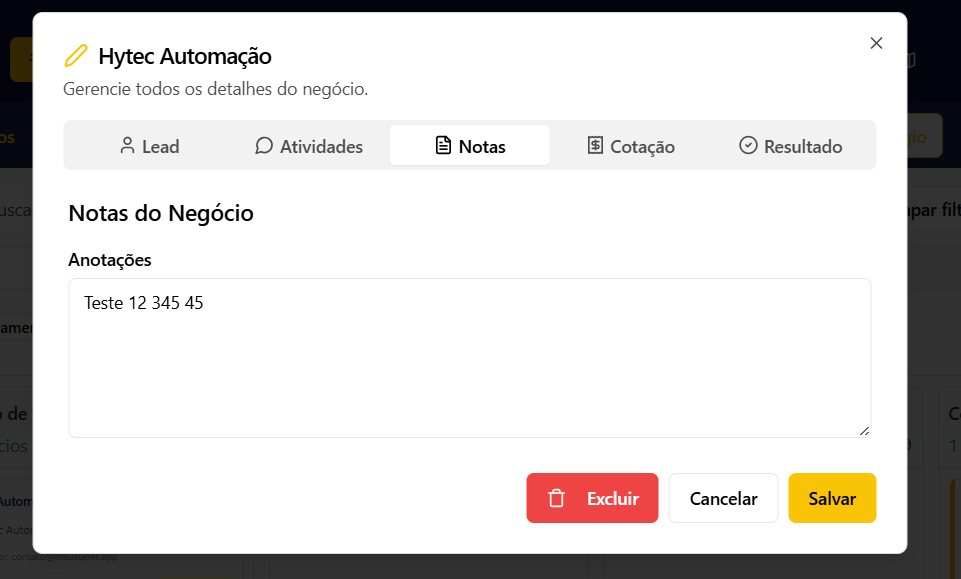 Hytec Automação
Gerencie todos os detalhes do negócio.
Lead
Atividades
Notas
Cotação
Resultado
Notas do Negócio
Anotações
Teste 12 345 45
Excluir
Cancelar
Salvar